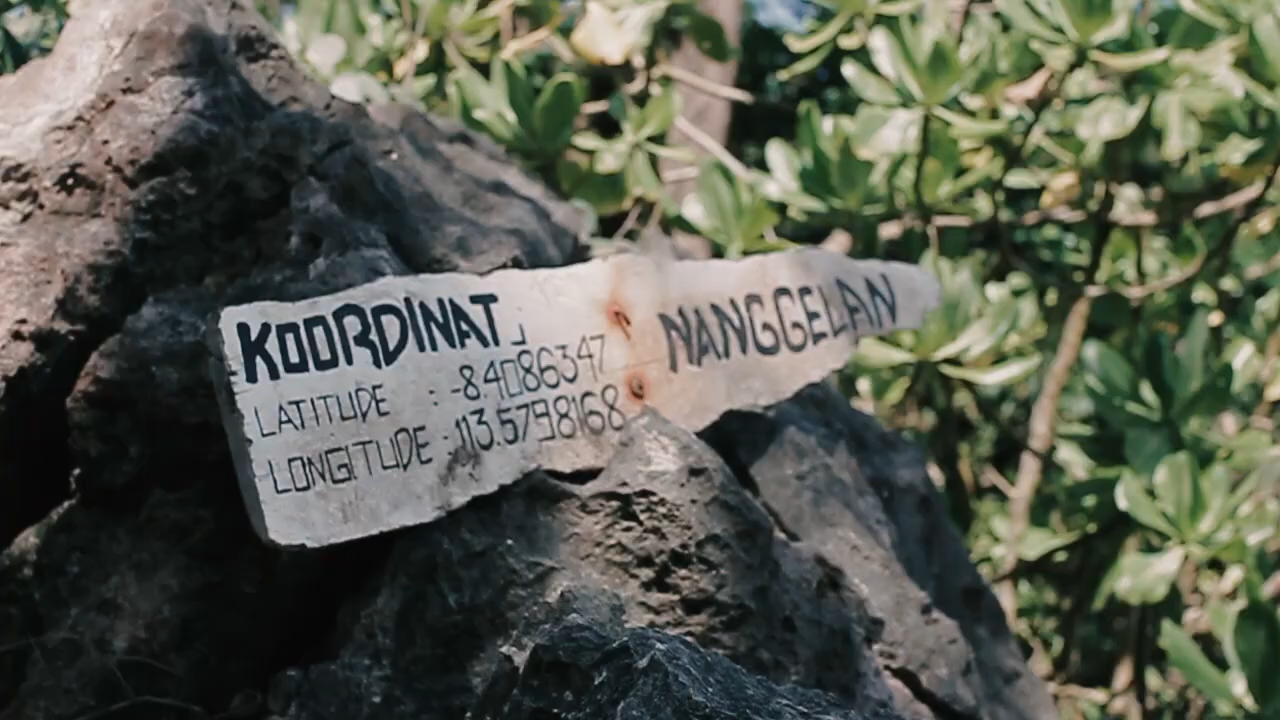 KOORDINAT
LATITUDE : -8.4086347
LONGITUDE : 113.5798168
NANGGELAN